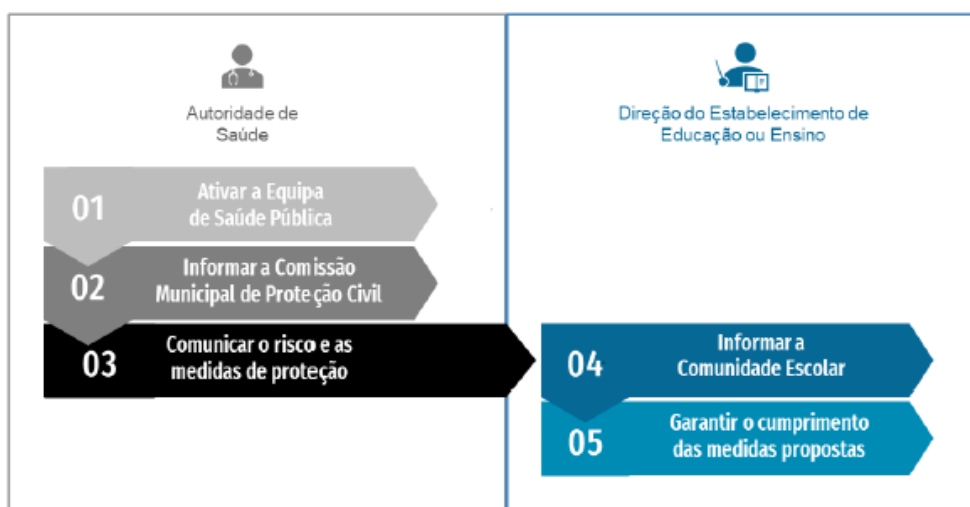 Autoridade de
Saúde
01
Ativar a Equipa
de Saúde Pública
02
Informar a Comissão
Municipal de Proteção Civil
03
Comunicar o risco e as
medidas de proteção
Direção do Estabelecimento de
Educação ou Ensino
04
Informar a
Comunidade Escolar
05
Garantir o cumprimento
das medidas propostas